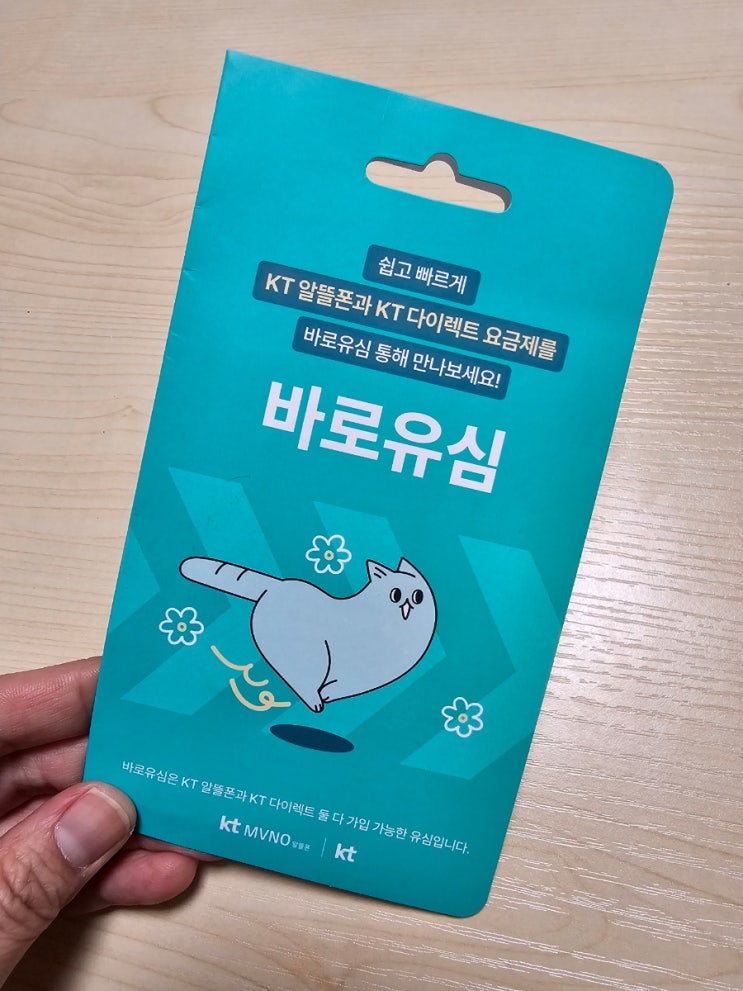 쉽고 빠르게
KT 알뜰폰과 KT 다이렉트 요금제를
바로유심 통해 만나보세요!
바로유심
바로유심은 KT 알뜰폰과 KT 다이렉트 둘 다 가입 가능한 유심입니다.
kt MVNO 알뜰폰 | kt